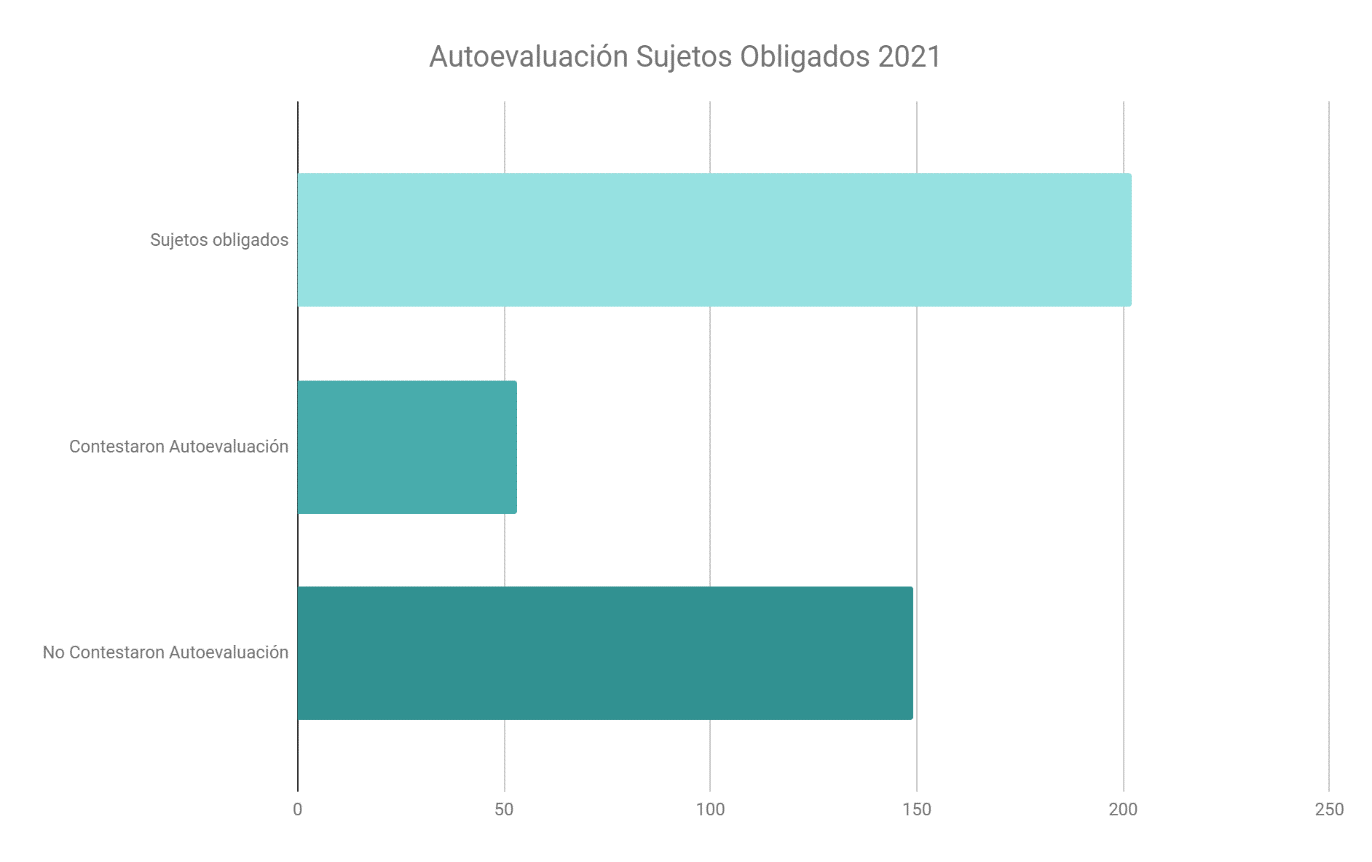 Autoevaluación Sujetos Obligados 2021
Sujetos obligados
Contestaron Autoevaluación
No Contestaron Autoevaluación
0 50 100 150 200 250